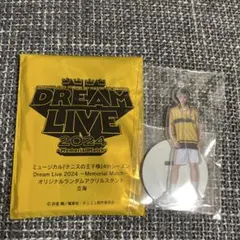 DREAM
LIVE
2024
Memorial Match
ミュージカル『テニスの王子様』4thシーズン
Dream Live 2024 ～Memorial Match～
オリジナルランダムアクリルスタンド
立海